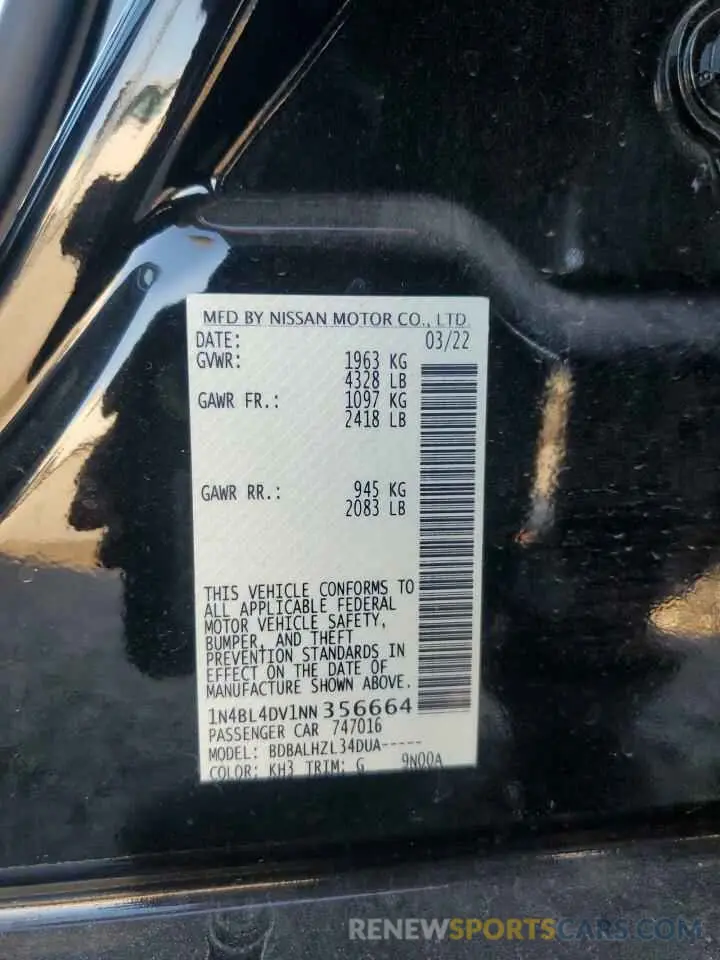 MFD BY NISSAN MOTOR CO., LTD.
DATE: 03/22
GVWR: 1963 KG
4328 LB
GAWR FR.: 1097 KG
2418 LB
GAWR RR.: 945 KG
2083 LB
THIS VEHICLE CONFORMS TO
ALL APPLICABLE FEDERAL
MOTOR VEHICLE SAFETY,
BUMPER, AND THEFT
PREVENTION STANDARDS IN
EFFECT ON THE DATE OF
MANUFACTURE SHOWN ABOVE.
1N4BL4DV1NN356664
PASSENGER CAR 747016
MODEL: BDBALHZL34DUA-----
COLOR: KH3 TRIM: G 9N00A
RENEWSPORTSCARS.COM